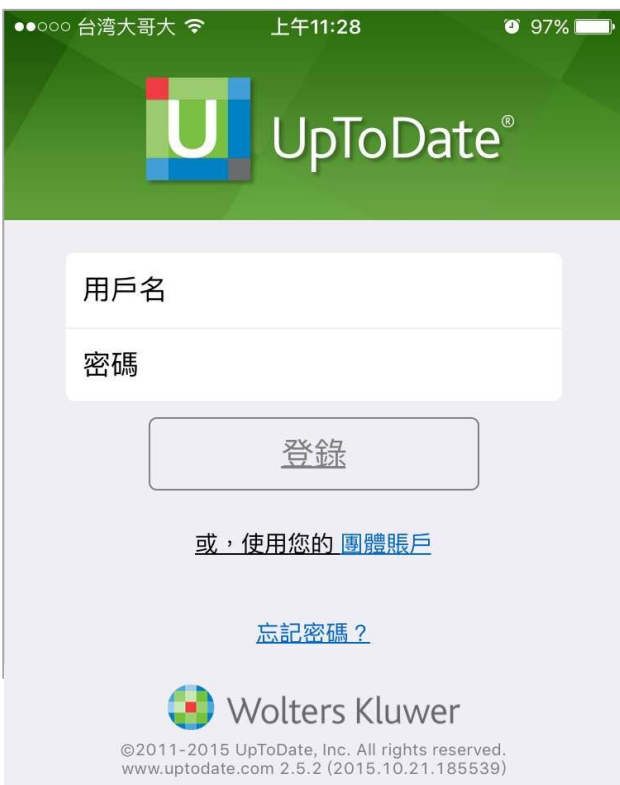 台湾大哥大 上午11:28 97%
U UpToDate®
用戶名
密碼
登錄
或，使用您的 團體賬戶
忘記密碼？
Wolters Kluwer
©2011-2015 UpToDate, Inc. All rights reserved.
www.uptodate.com 2.5.2 (2015.10.21.185539)